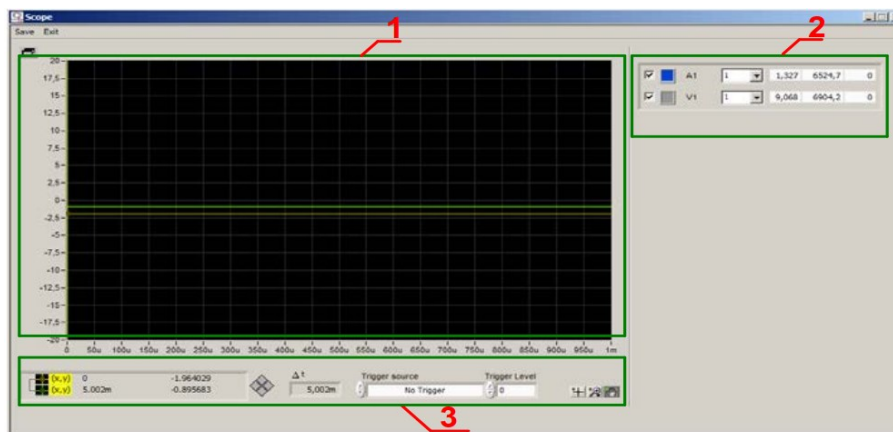 Scope
Save Exit
1
2
20
17,5
15
12,5
10
7,5
5
2,5
0
-2,5
-5
-7,5
-10
-12,5
-15
-17,5
-20
0 50u 100u 150u 200u 250u 300u 350u 400u 450u 500u 550u 600u 650u 700u 750u 800u 850u 900u 950u 1m
A1 1 1,327 6524,7 0
V1 1 9,068 6904,2 0
(x,y) 0 -1.964029
(x,y) 5.002m -0.895683
Δt
5,002m
Trigger source
No Trigger
Trigger Level
0
3